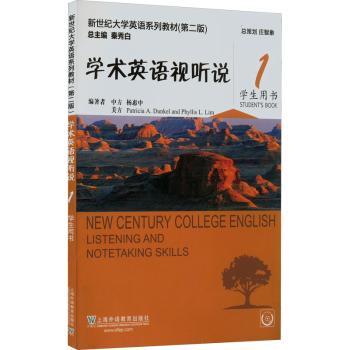 新世纪大学英语系列教材(第二版)
总主编 秦秀白
总策划 庄智象
学术英语视听说
1
学生用书
STUDENT'S BOOK
编著者 中方 杨惠中
美方 Patricia A. Dunkel and Phyllis L. Lim
NEW CENTURY COLLEGE ENGLISH
LISTENING AND
NOTETAKING SKILLS
上海外语教育出版社
www.sflep.com
新世纪大学英语系列教材(第二版)
学术英语视听说
1
学生用书
上海外语教育出版社